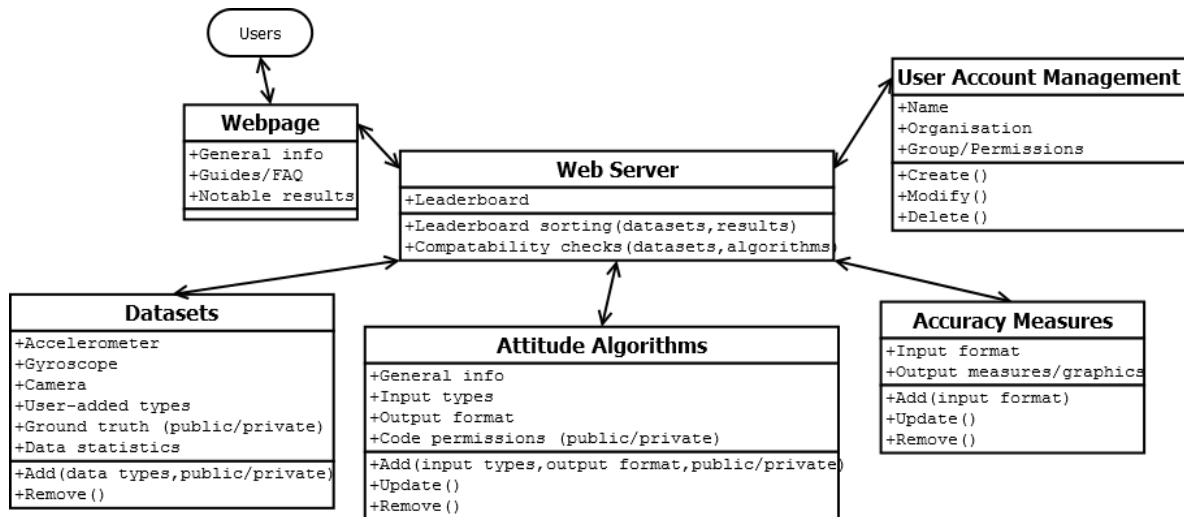 Users
Webpage
+General info
+Guides/FAQ
+Notable results
User Account Management
+Name
+Organisation
+Group/Permissions
+Create()
+Modify()
+Delete()
Web Server
+Leaderboard
+Leaderboard sorting(datasets,results)
+Compatability checks(datasets,algorithms)
Datasets
+Accelerometer
+Gyroscope
+Camera
+User-added types
+Ground truth (public/private)
+Data statistics
+Add(data types,public/private)
+Remove()
Attitude Algorithms
+General info
+Input types
+Output format
+Code permissions (public/private)
+Add(input types,output format,public/private)
+Update()
+Remove()
Accuracy Measures
+Input format
+Output measures/graphics
+Add(input format)
+Update()
+Remove()